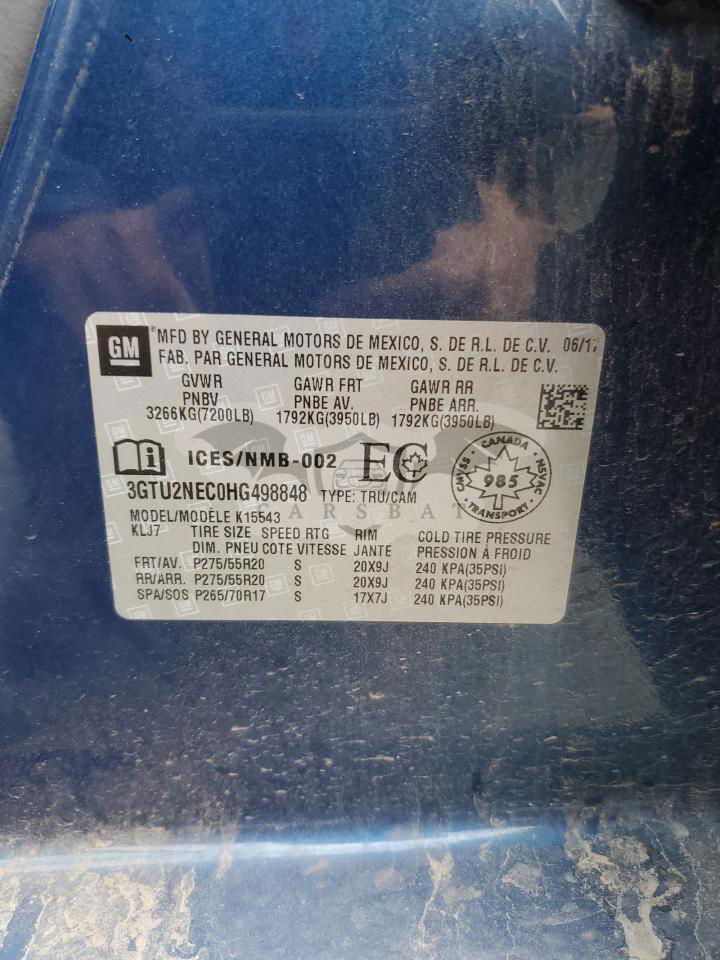 GM
MFD BY GENERAL MOTORS DE MEXICO, S. DE R.L. DE C.V. 06/17
FAB. PAR GENERAL MOTORS DE MEXICO, S. DE R.L. DE C.V.
GVWR GAWR FRT GAWR RR
PNBV PNBE AV. PNBE ARR.
3266KG(7200LB) 1792KG(3950LB) 1792KG(3950LB)
ICES/NMB-002 EC
CANADA
CMVSS 985 NSVAC
TRANSPORT
3GTU2NEC0HG498848 TYPE: TRU/CAM
CARSBAT
MODEL/MODÈLE K15543
KLJ7 TIRE SIZE SPEED RTG RIM COLD TIRE PRESSURE
DIM. PNEU COTE VITESSE JANTE PRESSION À FROID
FRT/AV. P275/55R20 S 20X9J 240 KPA(35PSI)
RR/ARR. P275/55R20 S 20X9J 240 KPA(35PSI)
SPA/SOS P265/70R17 S 17X7J 240 KPA(35PSI)